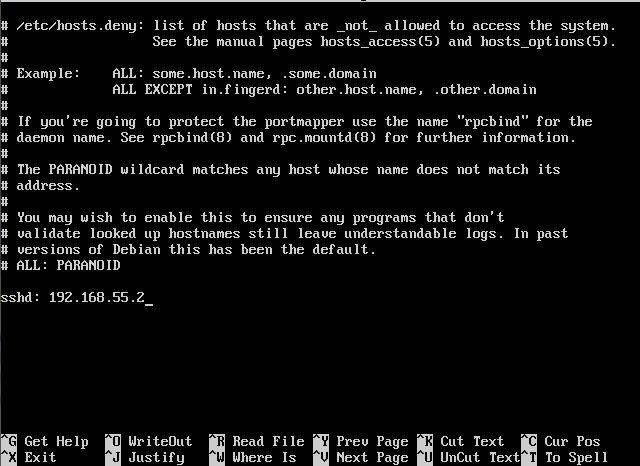 # /etc/hosts.deny: list of hosts that are _not_ allowed to access the system.
#                  See the manual pages hosts_access(5) and hosts_options(5).
#
# Example:    ALL: some.host.name, .some.domain
#             ALL EXCEPT in.fingerd: other.host.name, .other.domain
#
# If you're going to protect the portmapper use the name "rpcbind" for the
# daemon name. See rpcbind(8) and rpc.mountd(8) for further information.
#
# The PARANOID wildcard matches any host whose name does not match its
# address.
#
# You may wish to enable this to ensure any programs that don't
# validate looked up hostnames still leave understandable logs. In past
# versions of Debian this has been the default.
# ALL: PARANOID

sshd: 192.168.55.2_

^G Get Help  ^O WriteOut  ^R Read File ^Y Prev Page ^K Cut Text  ^C Cur Pos
^X Exit      ^J Justify   ^W Where Is  ^V Next Page ^U UnCut Text^T To Spell